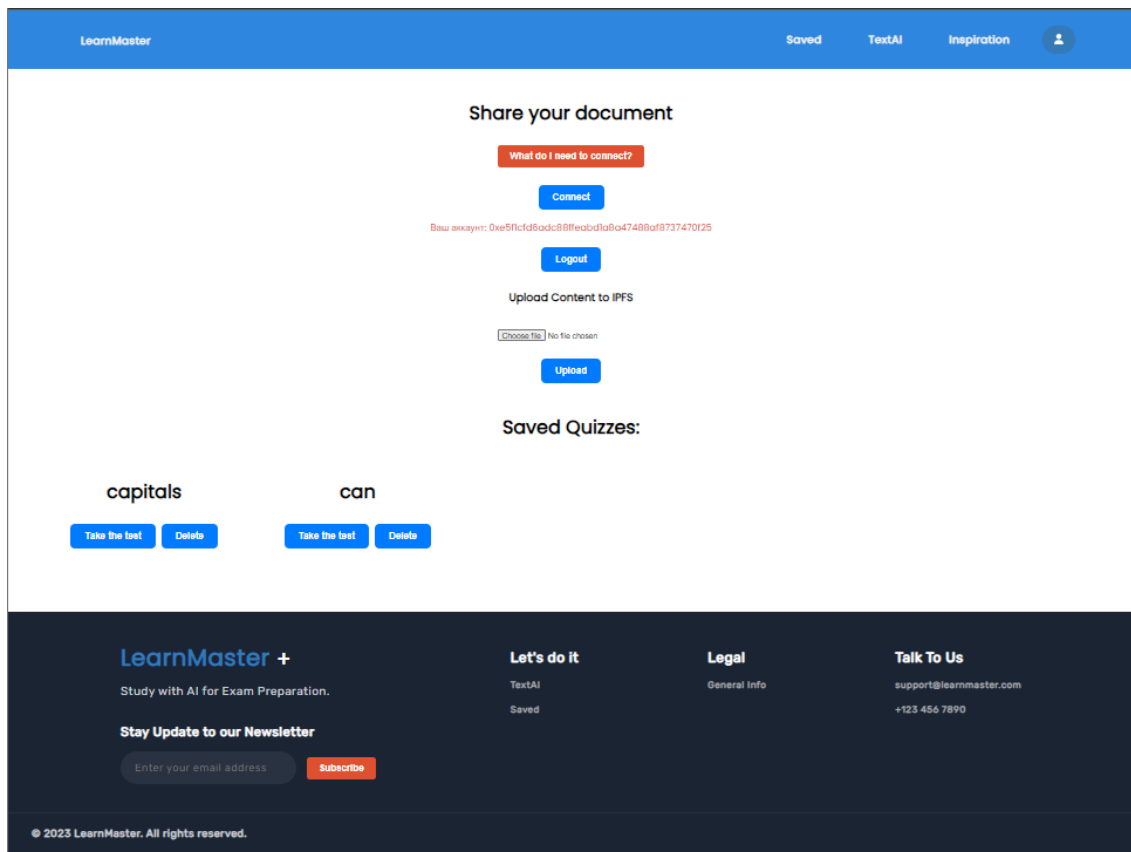 LearnMaster Saved TextAI Inspiration
Share your document
What do I need to connect?
Connect
Ваш аккаунт: 0xe5f1cfd6adc88ffeabd1a8a47488af8737470f25
Logout
Upload Content to IPFS
Choose file No file chosen
Upload
Saved Quizzes:
capitals can
Take the test Delete Take the test Delete
LearnMaster + Let's do it Legal Talk To Us
Study with AI for Exam Preparation. TextAI General Info support@learnmaster.com
Saved +123 456 7890
Stay Update to our Newsletter
Enter your email address Subscribe
© 2023 LearnMaster. All rights reserved.